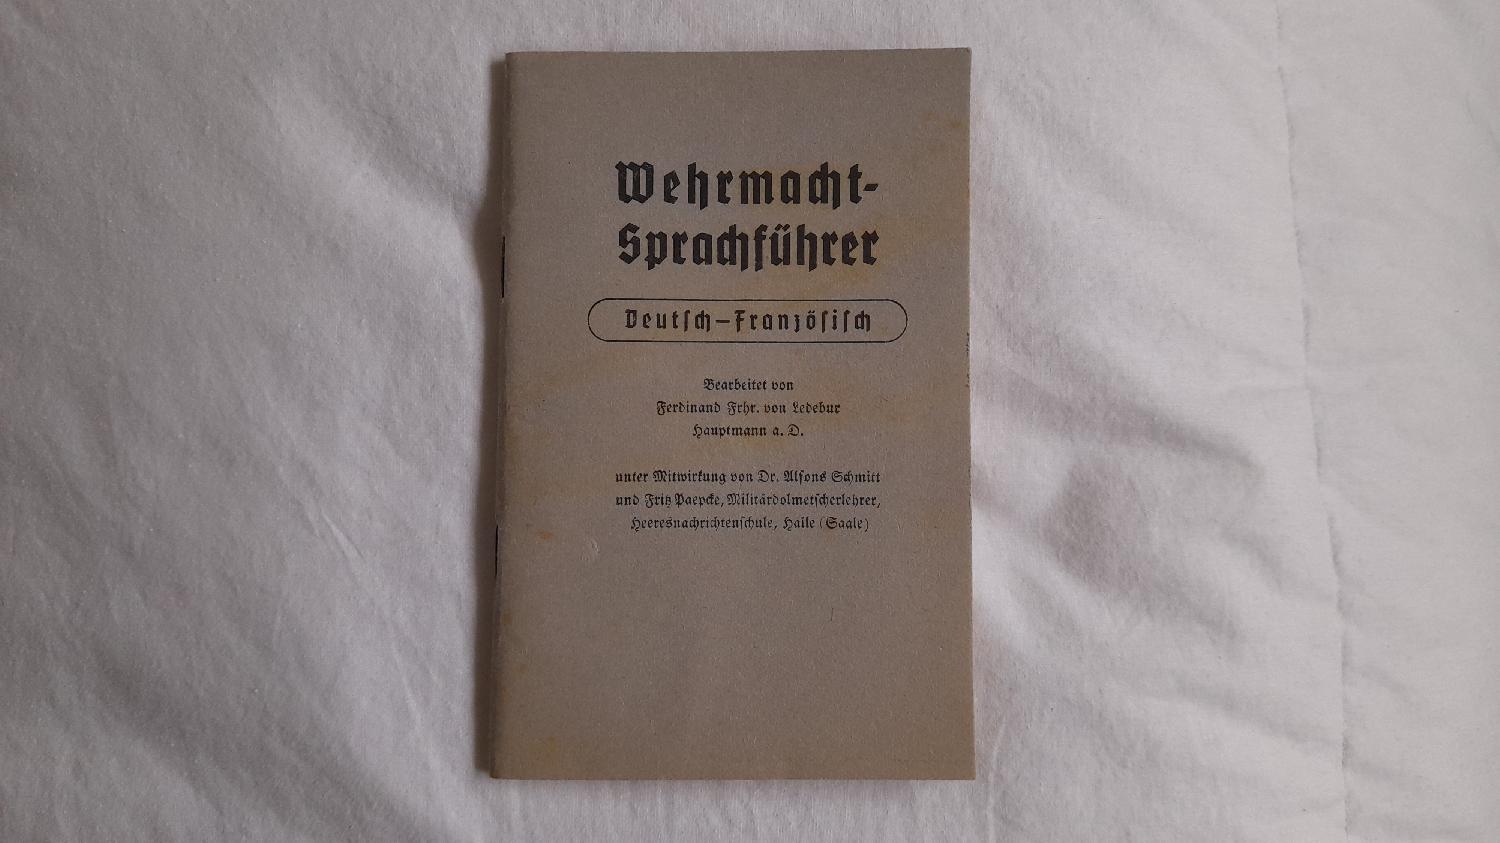 Wehrmacht-
Sprachführer
Deutſch–Franzöſiſch
Bearbeitet von
Ferdinand Frhr. von Ledebur
Hauptmann a. D.
unter Mitwirkung von Dr. Alfons Schmitt
und Fritz Paepcke, Militärdolmetſcherlehrer,
Heeresnachrichtenſchule, Halle (Saale)